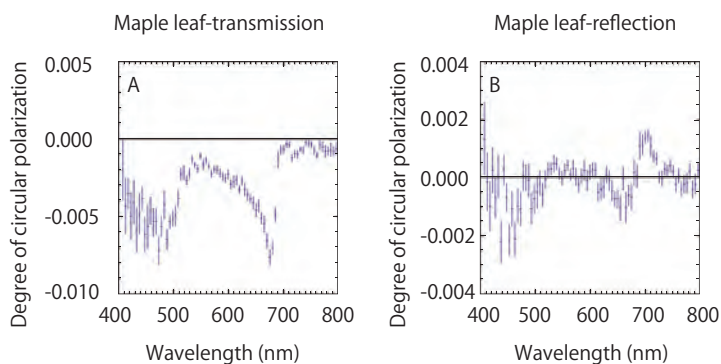 Maple leaf-transmission
Maple leaf-reflection
Degree of circular polarization
0.005
0.000
-0.005
-0.010
A
400 500 600 700 800
Wavelength (nm)
Degree of circular polarization
0.004
0.002
0.000
-0.002
-0.004
B
400 500 600 700 800
Wavelength (nm)